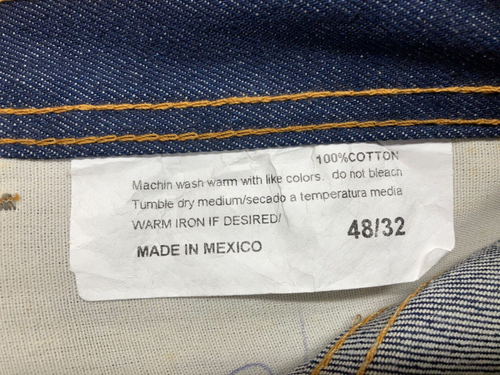 100%COTTON
Machin wash warm with like colors. do not bleach
Tumble dry medium/secado a temperatura media
WARM IRON IF DESIRED/
48/32
MADE IN MEXICO